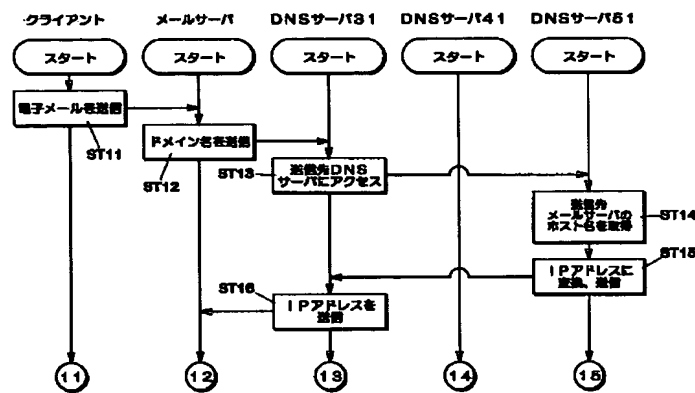 クライアント
メールサーバ
DNSサーバ31
DNSサーバ41
DNSサーバ51
スタート
スタート
スタート
スタート
スタート
電子メールを送信
ST11
ドメイン名を送信
ST12
送信先DNS
サーバにアクセス
ST13
送信先
メールサーバの
ホスト名を取得
ST14
IPアドレスに
変換、送信
ST15
IPアドレスを
送信
ST16
11
12
13
14
15